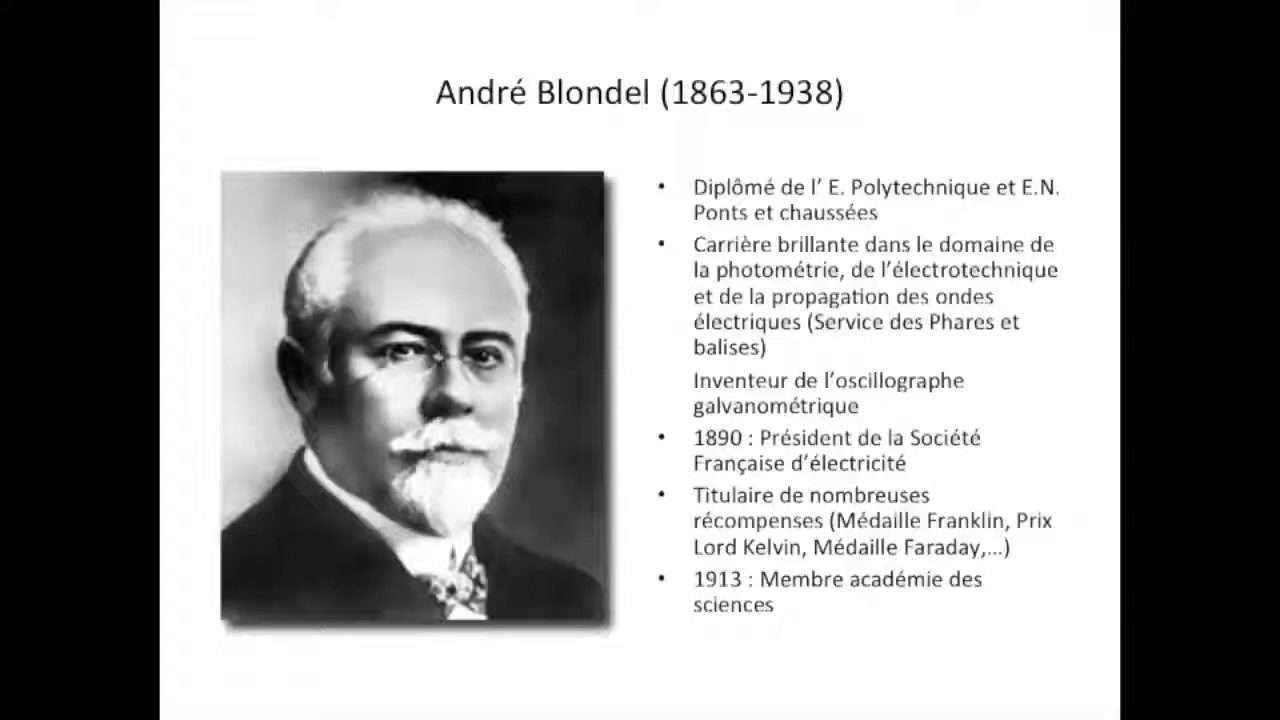 André Blondel (1863-1938)
• Diplômé de l’ E. Polytechnique et E.N.
Ponts et chaussées
• Carrière brillante dans le domaine de
la photométrie, de l’électrotechnique
et de la propagation des ondes
électriques (Service des Phares et
balises)
Inventeur de l’oscillographe
galvanométrique
• 1890 : Président de la Société
Française d’électricité
• Titulaire de nombreuses
récompenses (Médaille Franklin, Prix
Lord Kelvin, Médaille Faraday,...)
• 1913 : Membre académie des
sciences